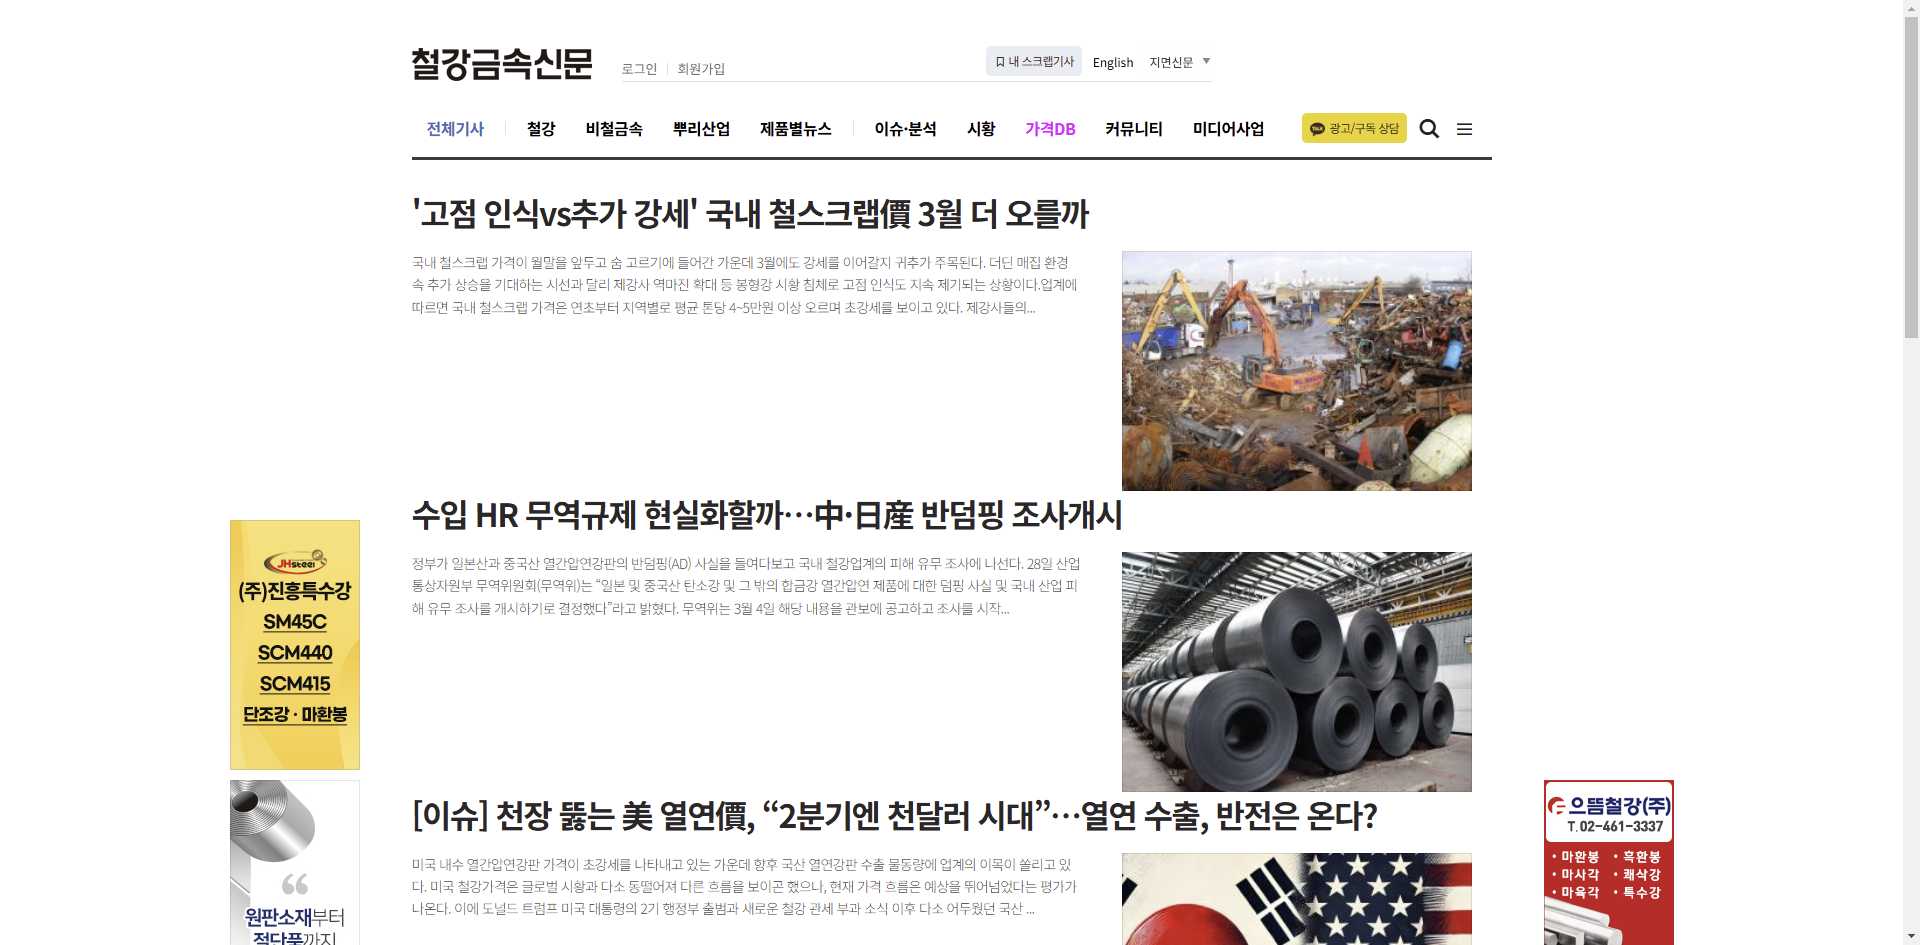 철강금속신문
로그인
회원가입
내 스크랩기사
English
지면신문
전체기사
철강
비철금속
뿌리산업
제품별뉴스
이슈·분석
시황
가격DB
커뮤니티
미디어사업
TALK 광고/구독 상담
'고점 인식vs추가 강세' 국내 철스크랩價 3월 더 오를까
국내 철스크랩 가격이 월말을 앞두고 숨 고르기에 들어간 가운데 3월에도 강세를 이어갈지 귀추가 주목된다. 더딘 매집 환경
속 추가 상승을 기대하는 시선과 달리 제강사 역마진 확대 등 봉형강 시황 침체로 고점 인식도 지속 제기되는 상황이다.업계에
따르면 국내 철스크랩 가격은 연초부터 지역별로 평균 톤당 4~5만원 이상 오르며 초강세를 보이고 있다. 제강사들의...
수입 HR 무역규제 현실화할까…中·日産 반덤핑 조사개시
정부가 일본산과 중국산 열간압연강판의 반덤핑(AD) 사실을 들여다보고 국내 철강업계의 피해 유무 조사에 나선다. 28일 산업
통상자원부 무역위원회(무역위)는 “일본 및 중국산 탄소강 및 그 밖의 합금강 열간압연 제품에 대한 덤핑 사실 및 국내 산업 피
해 유무 조사를 개시하기로 결정했다”라고 밝혔다. 무역위는 3월 4일 해당 내용을 관보에 공고하고 조사를 시작...
[이슈] 천장 뚫는 美 열연價, “2분기엔 천달러 시대”…열연 수출, 반전은 온다?
미국 내수 열간압연강판 가격이 초강세를 나타내고 있는 가운데 향후 국산 열연강판 수출 물동량에 업계의 이목이 쏠리고 있
다. 미국 철강가격은 글로벌 시황과 다소 동떨어져 다른 흐름을 보이곤 했으나, 현재 가격 흐름은 예상을 뛰어넘었다는 평가가
나온다. 이에 도널드 트럼프 미국 대통령의 2기 행정부 출범과 새로운 철강 관세 부과 소식 이후 다소 어두웠던 국산 ...
JHsteel
(주)진흥특수강
SM45C
SCM440
SCM415
단조강 · 마환봉
원판소재부터
절단품까지
으뜸철강(주)
T.02-461-3337
· 마환봉 · 흑환봉
· 마사각 · 쾌삭강
· 마육각 · 특수강